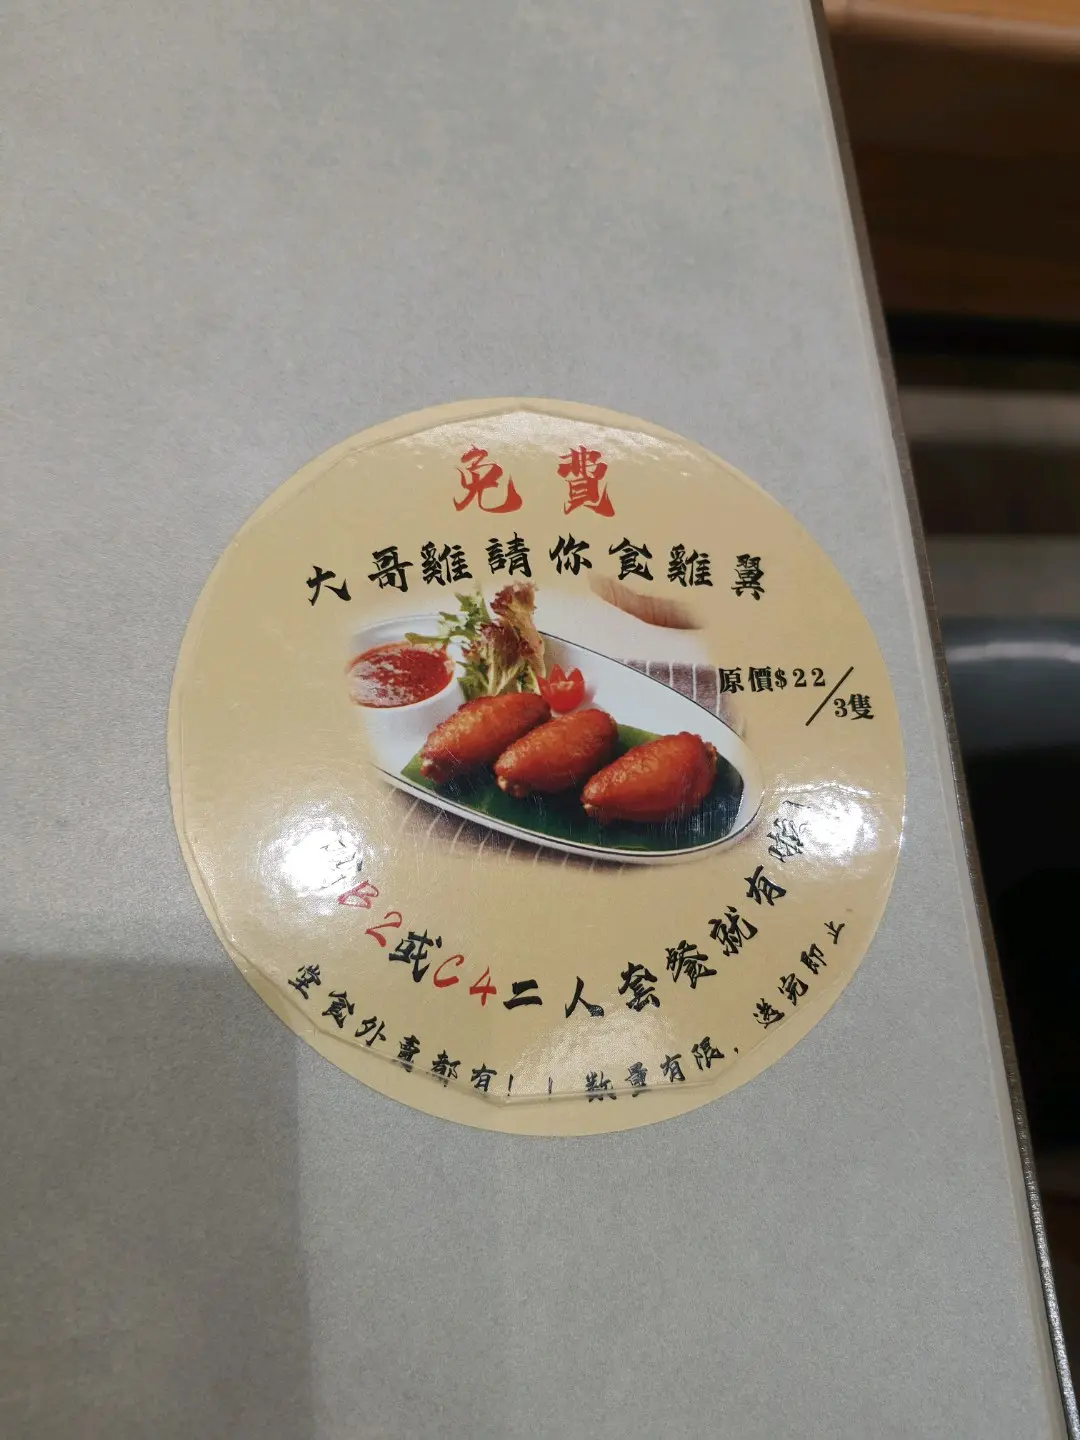 免費
大哥雞請你食雞翼
原價$22/3隻
B2或C4二人套餐就有啦!
堂食外賣都有!! 數量有限, 送完即止